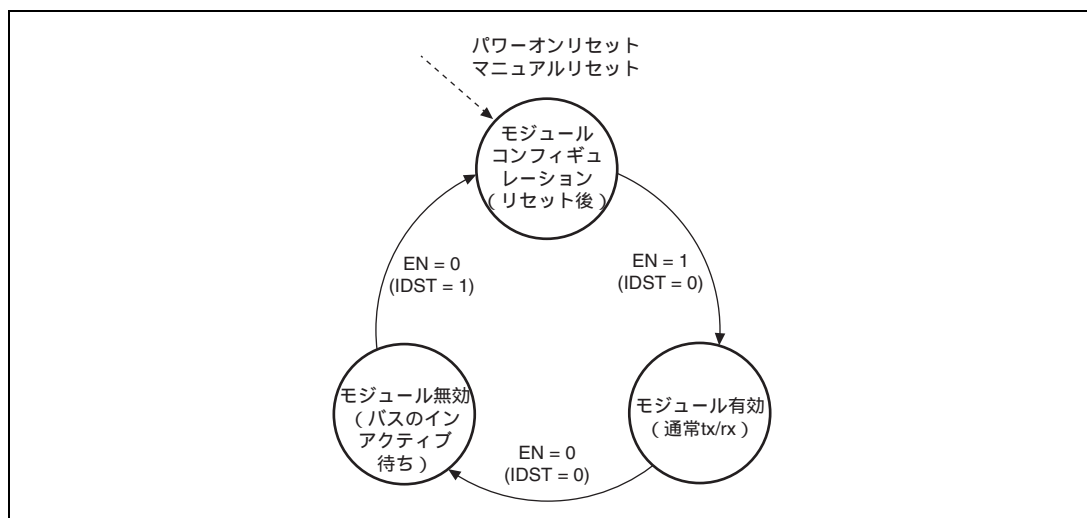 パワーオンリセット
マニュアルリセット
モジュール
コンフィギュ
レーション
（リセット後）
EN = 0
(IDST = 1)
EN = 1
(IDST = 0)
モジュール無効
（バスのイン
アクティブ
待ち）
モジュール有効
（通常tx/rx）
EN = 0
(IDST = 0)